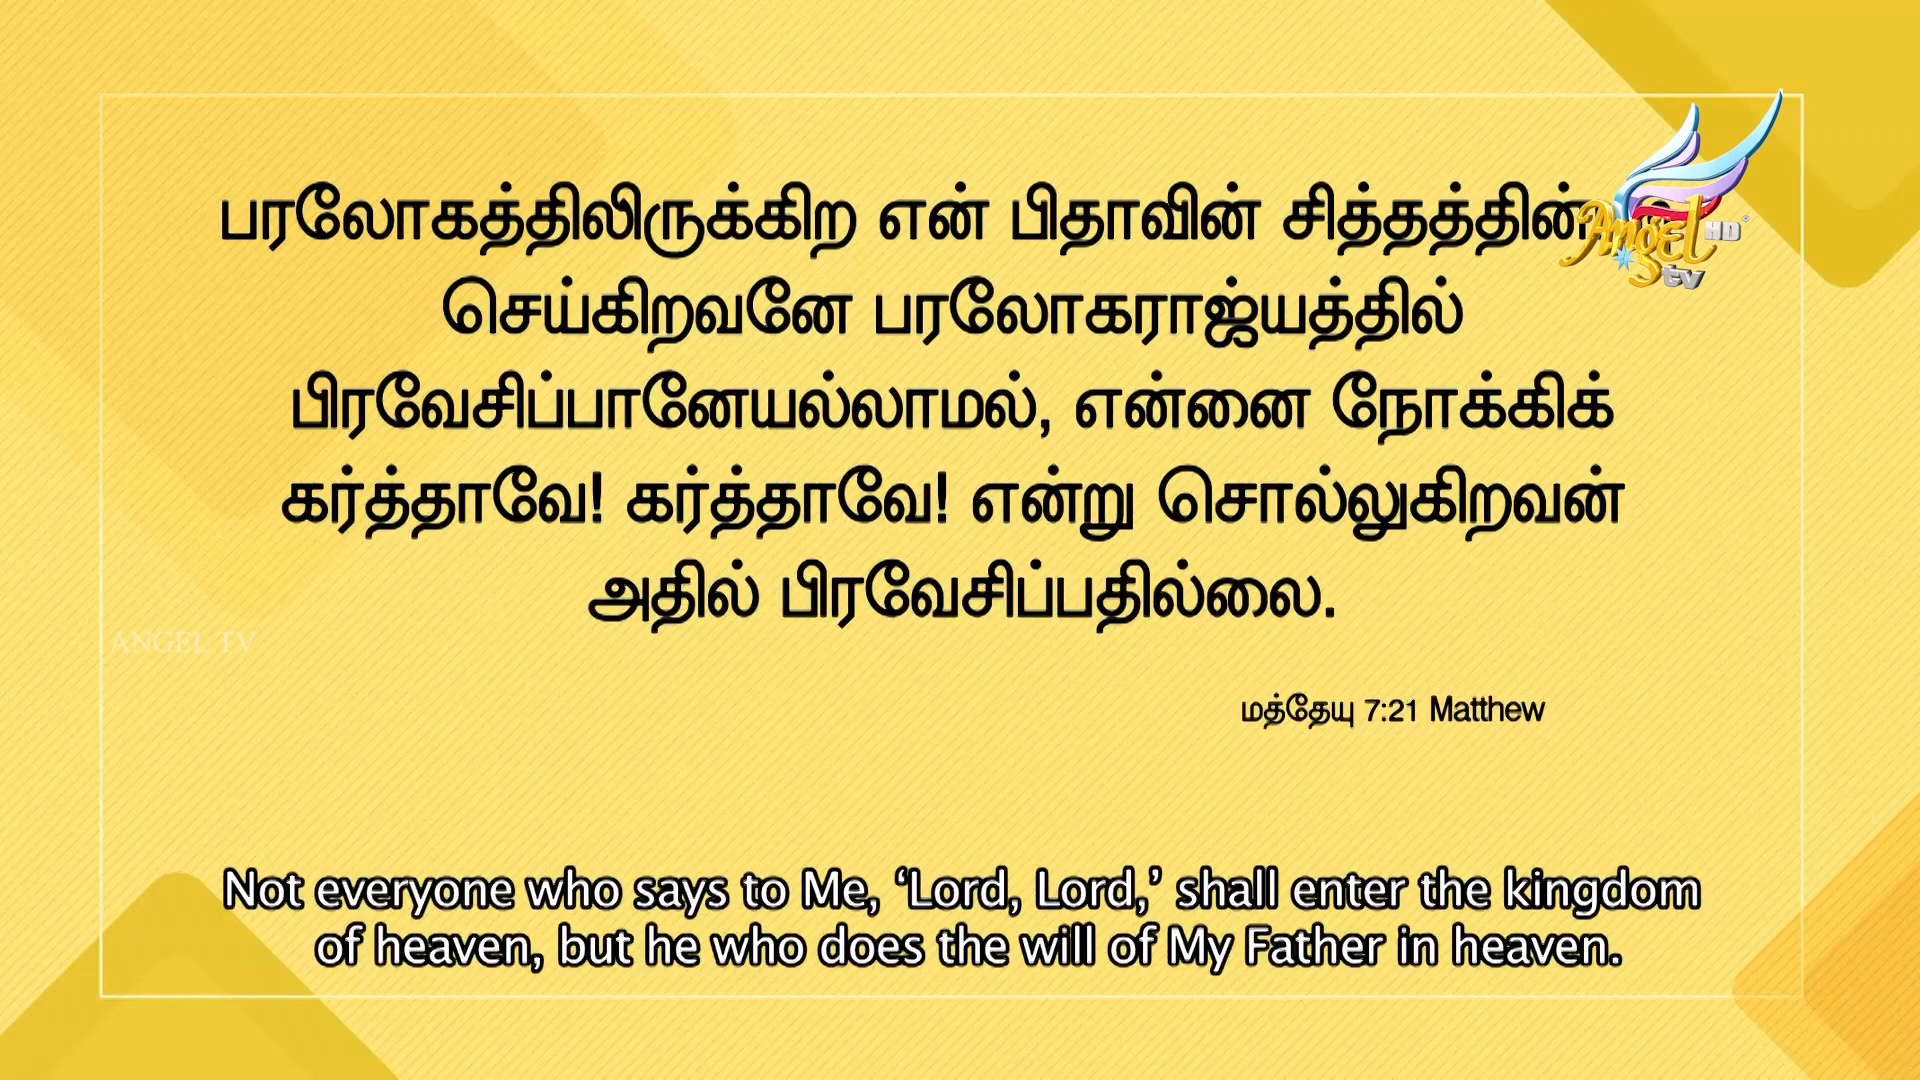 பரலோகத்திலிருக்கிற என் பிதாவின் சித்தத்தின்
Angel HD
tv
செய்கிறவனே பரலோகராஜ்யத்தில்
பிரவேசிப்பானேயல்லாமல், என்னை நோக்கிக்
கர்த்தாவே! கர்த்தாவே! என்று சொல்லுகிறவன்
அதில் பிரவேசிப்பதில்லை.
ANGEL TV
மத்தேயு 7:21 Matthew
Not everyone who says to Me, ‘Lord, Lord,’ shall enter the kingdom
of heaven, but he who does the will of My Father in heaven.